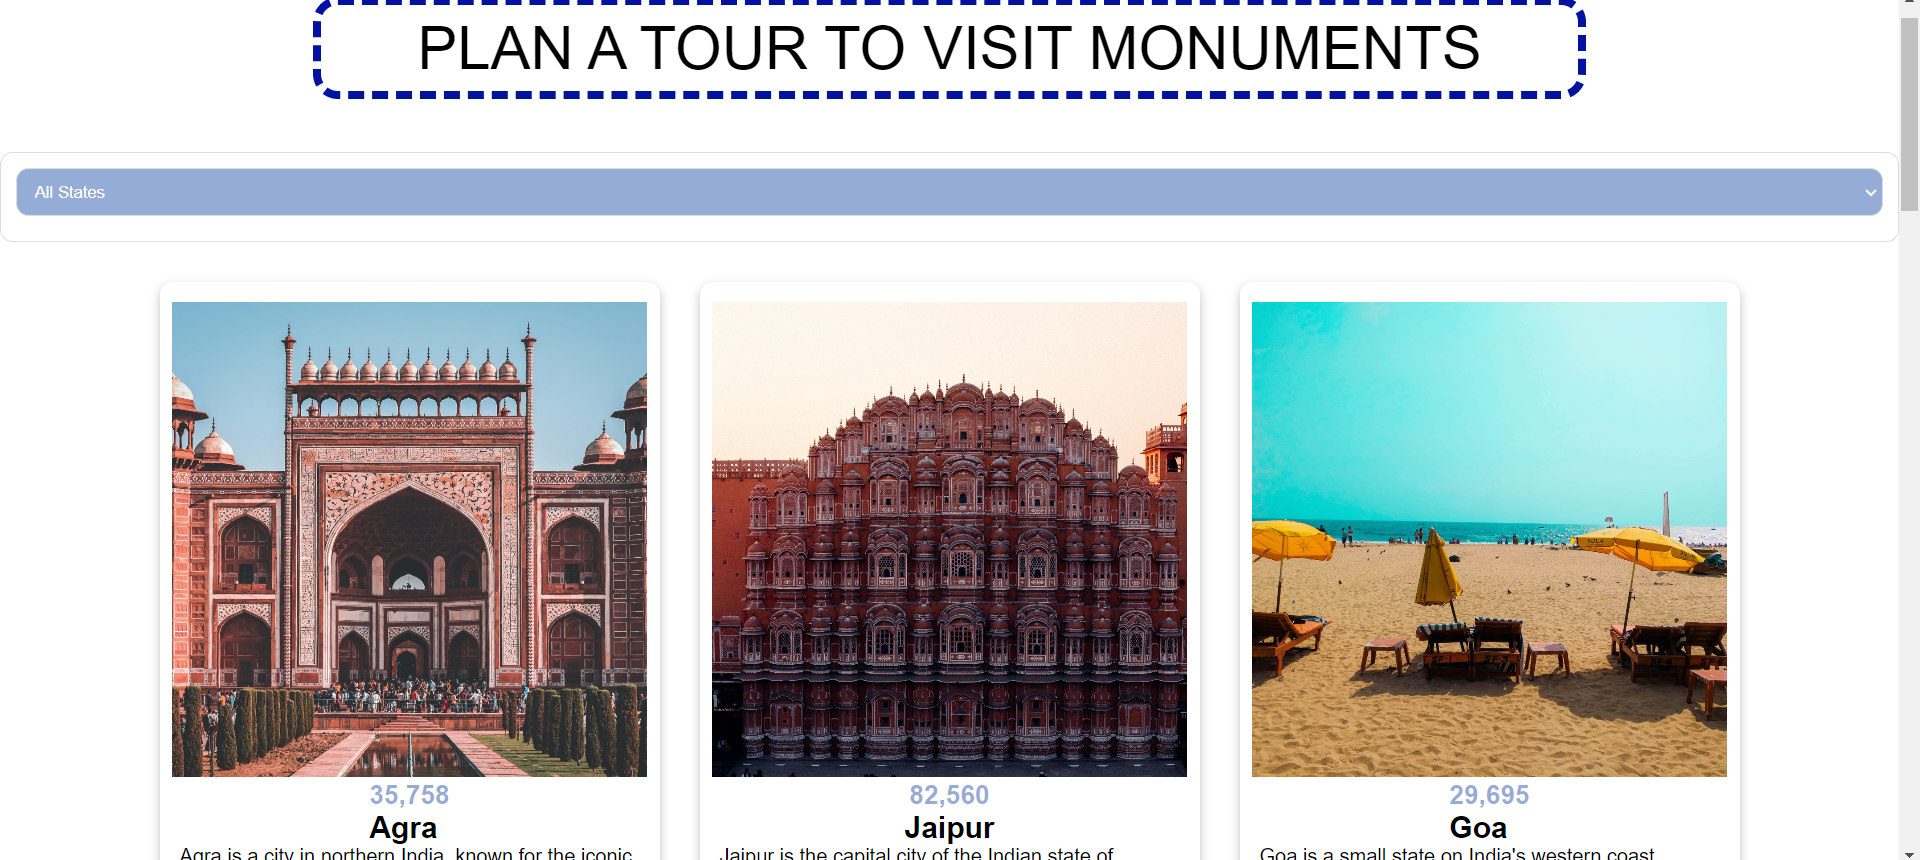 PLAN A TOUR TO VISIT MONUMENTS
All States
35,758
Agra
Agra is a city in northern India, known for the iconic
82,560
Jaipur
Jaipur is the capital city of the Indian state of
29,695
Goa
Goa is a small state on India's western coast
SULA